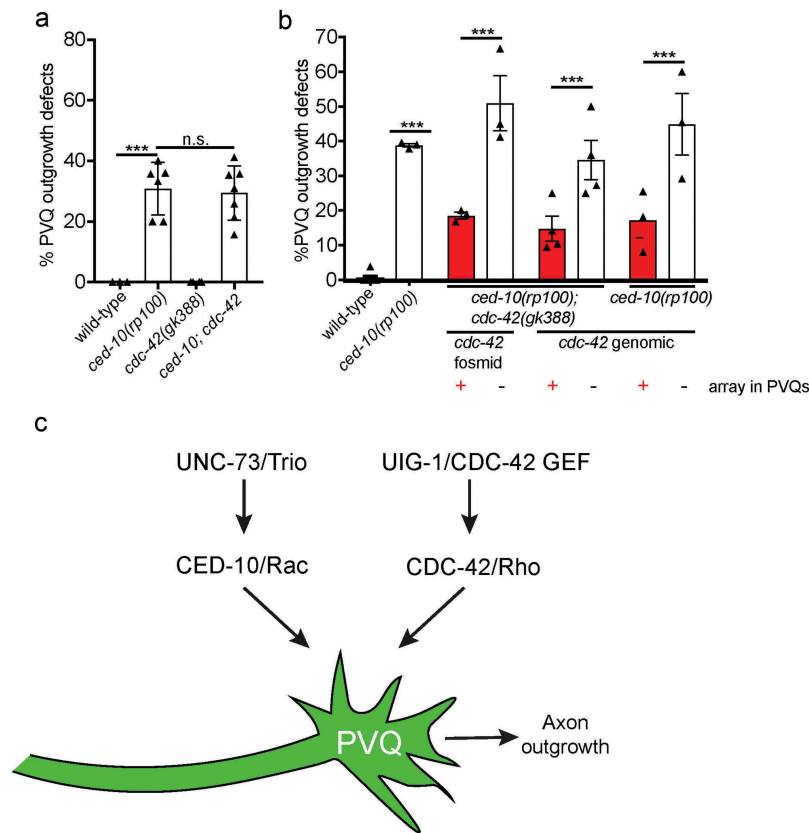 a
% PVQ outgrowth defects
80
60
40
20
0
***
n.s.
wild-type
ced-10(rp100)
cdc-42(gk388)
ced-10; cdc-42
b
%PVQ outgrowth defects
70
60
50
40
30
20
10
0
***
***
***
***
wild-type
ced-10(rp100)
ced-10(rp100);
cdc-42(gk388)
ced-10(rp100)
cdc-42
fosmid
cdc-42 genomic
+ - + - + - array in PVQs
c
UNC-73/Trio
UIG-1/CDC-42 GEF
CED-10/Rac
CDC-42/Rho
PVQ
Axon
outgrowth